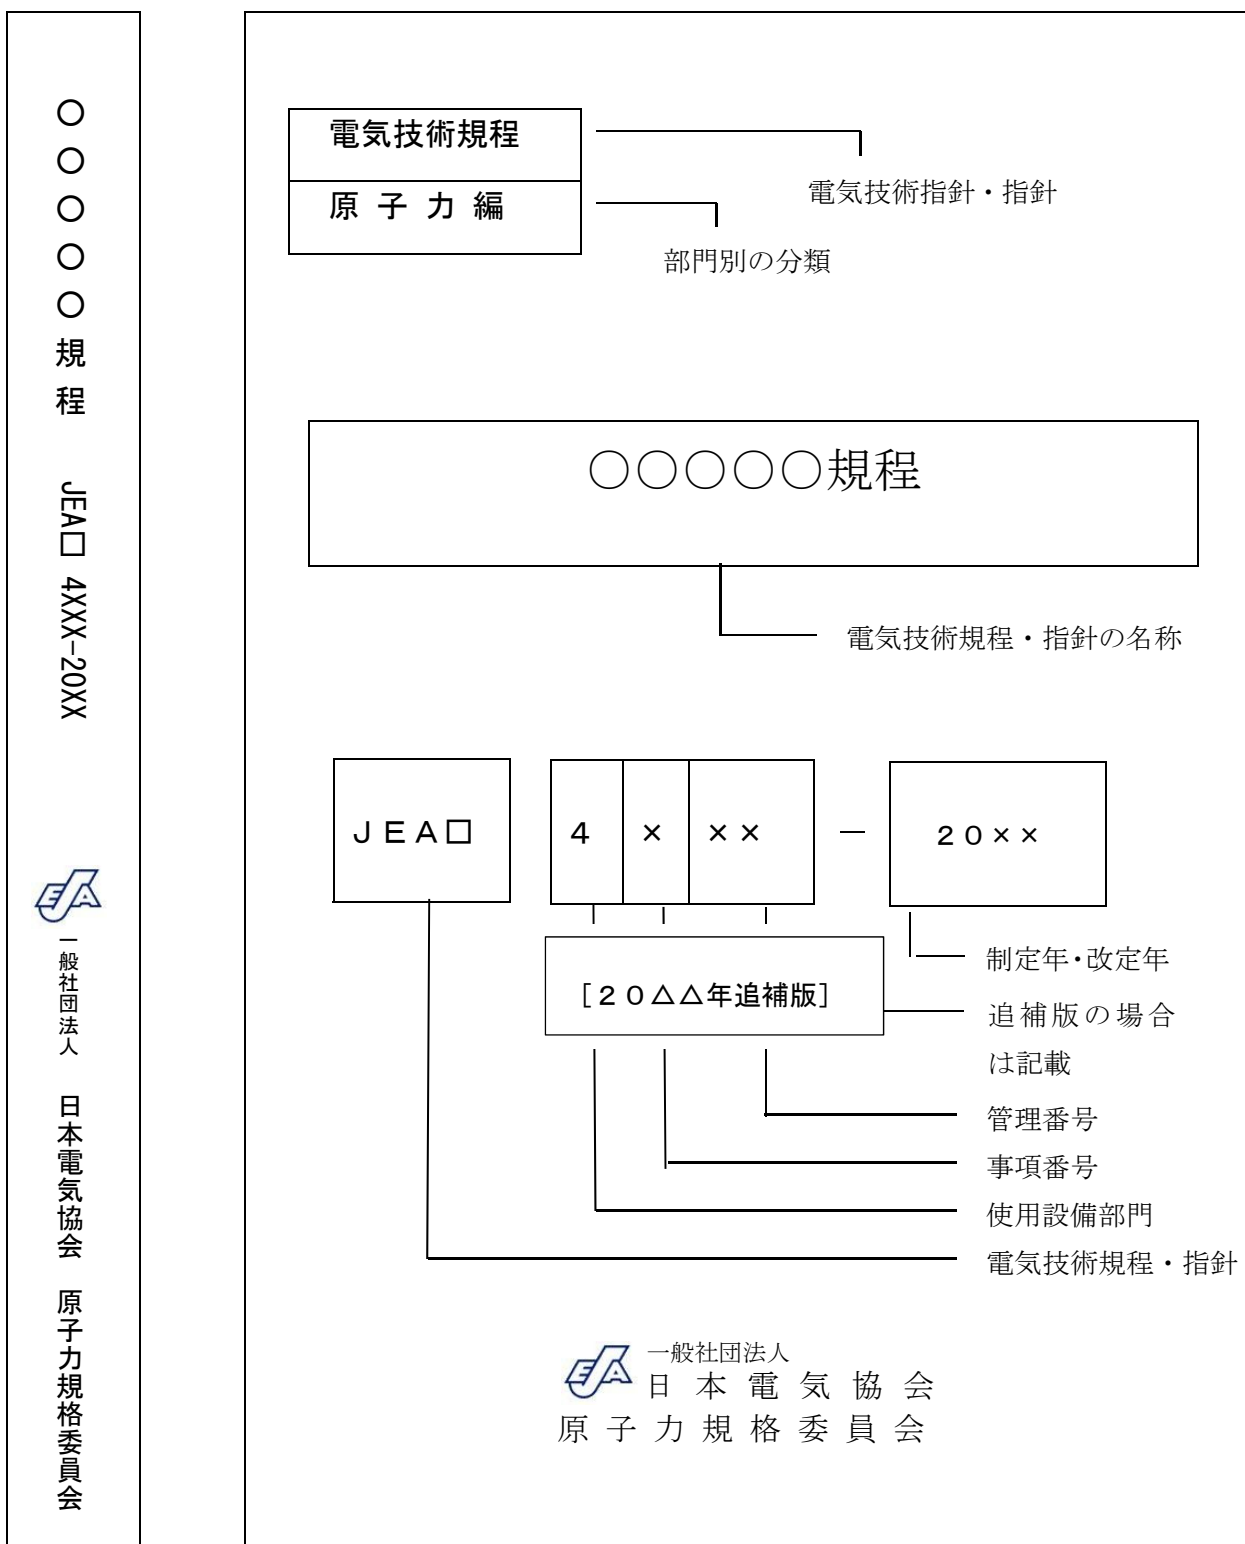 ○○○○○規程 JEA□ 4XXX-20XX
EJA
一般社団法人 日本電気協会 原子力規格委員会
電気技術規程
原子力編
電気技術指針・指針
部門別の分類
○○○○○規程
電気技術規程・指針の名称
JEA□ 4 × ×× ― 20××
[20△△年追補版]
制定年・改定年
追補版の場合
は記載
管理番号
事項番号
使用設備部門
電気技術規程・指針
EJA
一般社団法人
日本電気協会
原子力規格委員会